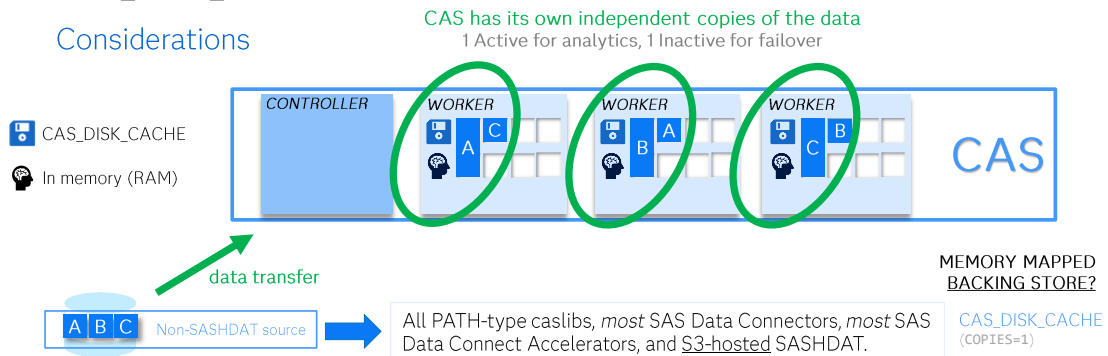 CAS has its own independent copies of the data
Considerations
1 Active for analytics, 1 Inactive for failover
CONTROLLER
WORKER
WORKER
WORKER
CAS_DISK_CACHE
In memory (RAM)
A
C
B
A
C
B
CAS
data transfer
MEMORY MAPPED
BACKING STORE?
A B C
Non-SASHDAT source
All PATH-type caslibs, most SAS Data Connectors, most SAS
Data Connect Accelerators, and S3-hosted SASHDAT.
CAS_DISK_CACHE
(COPIES=1)